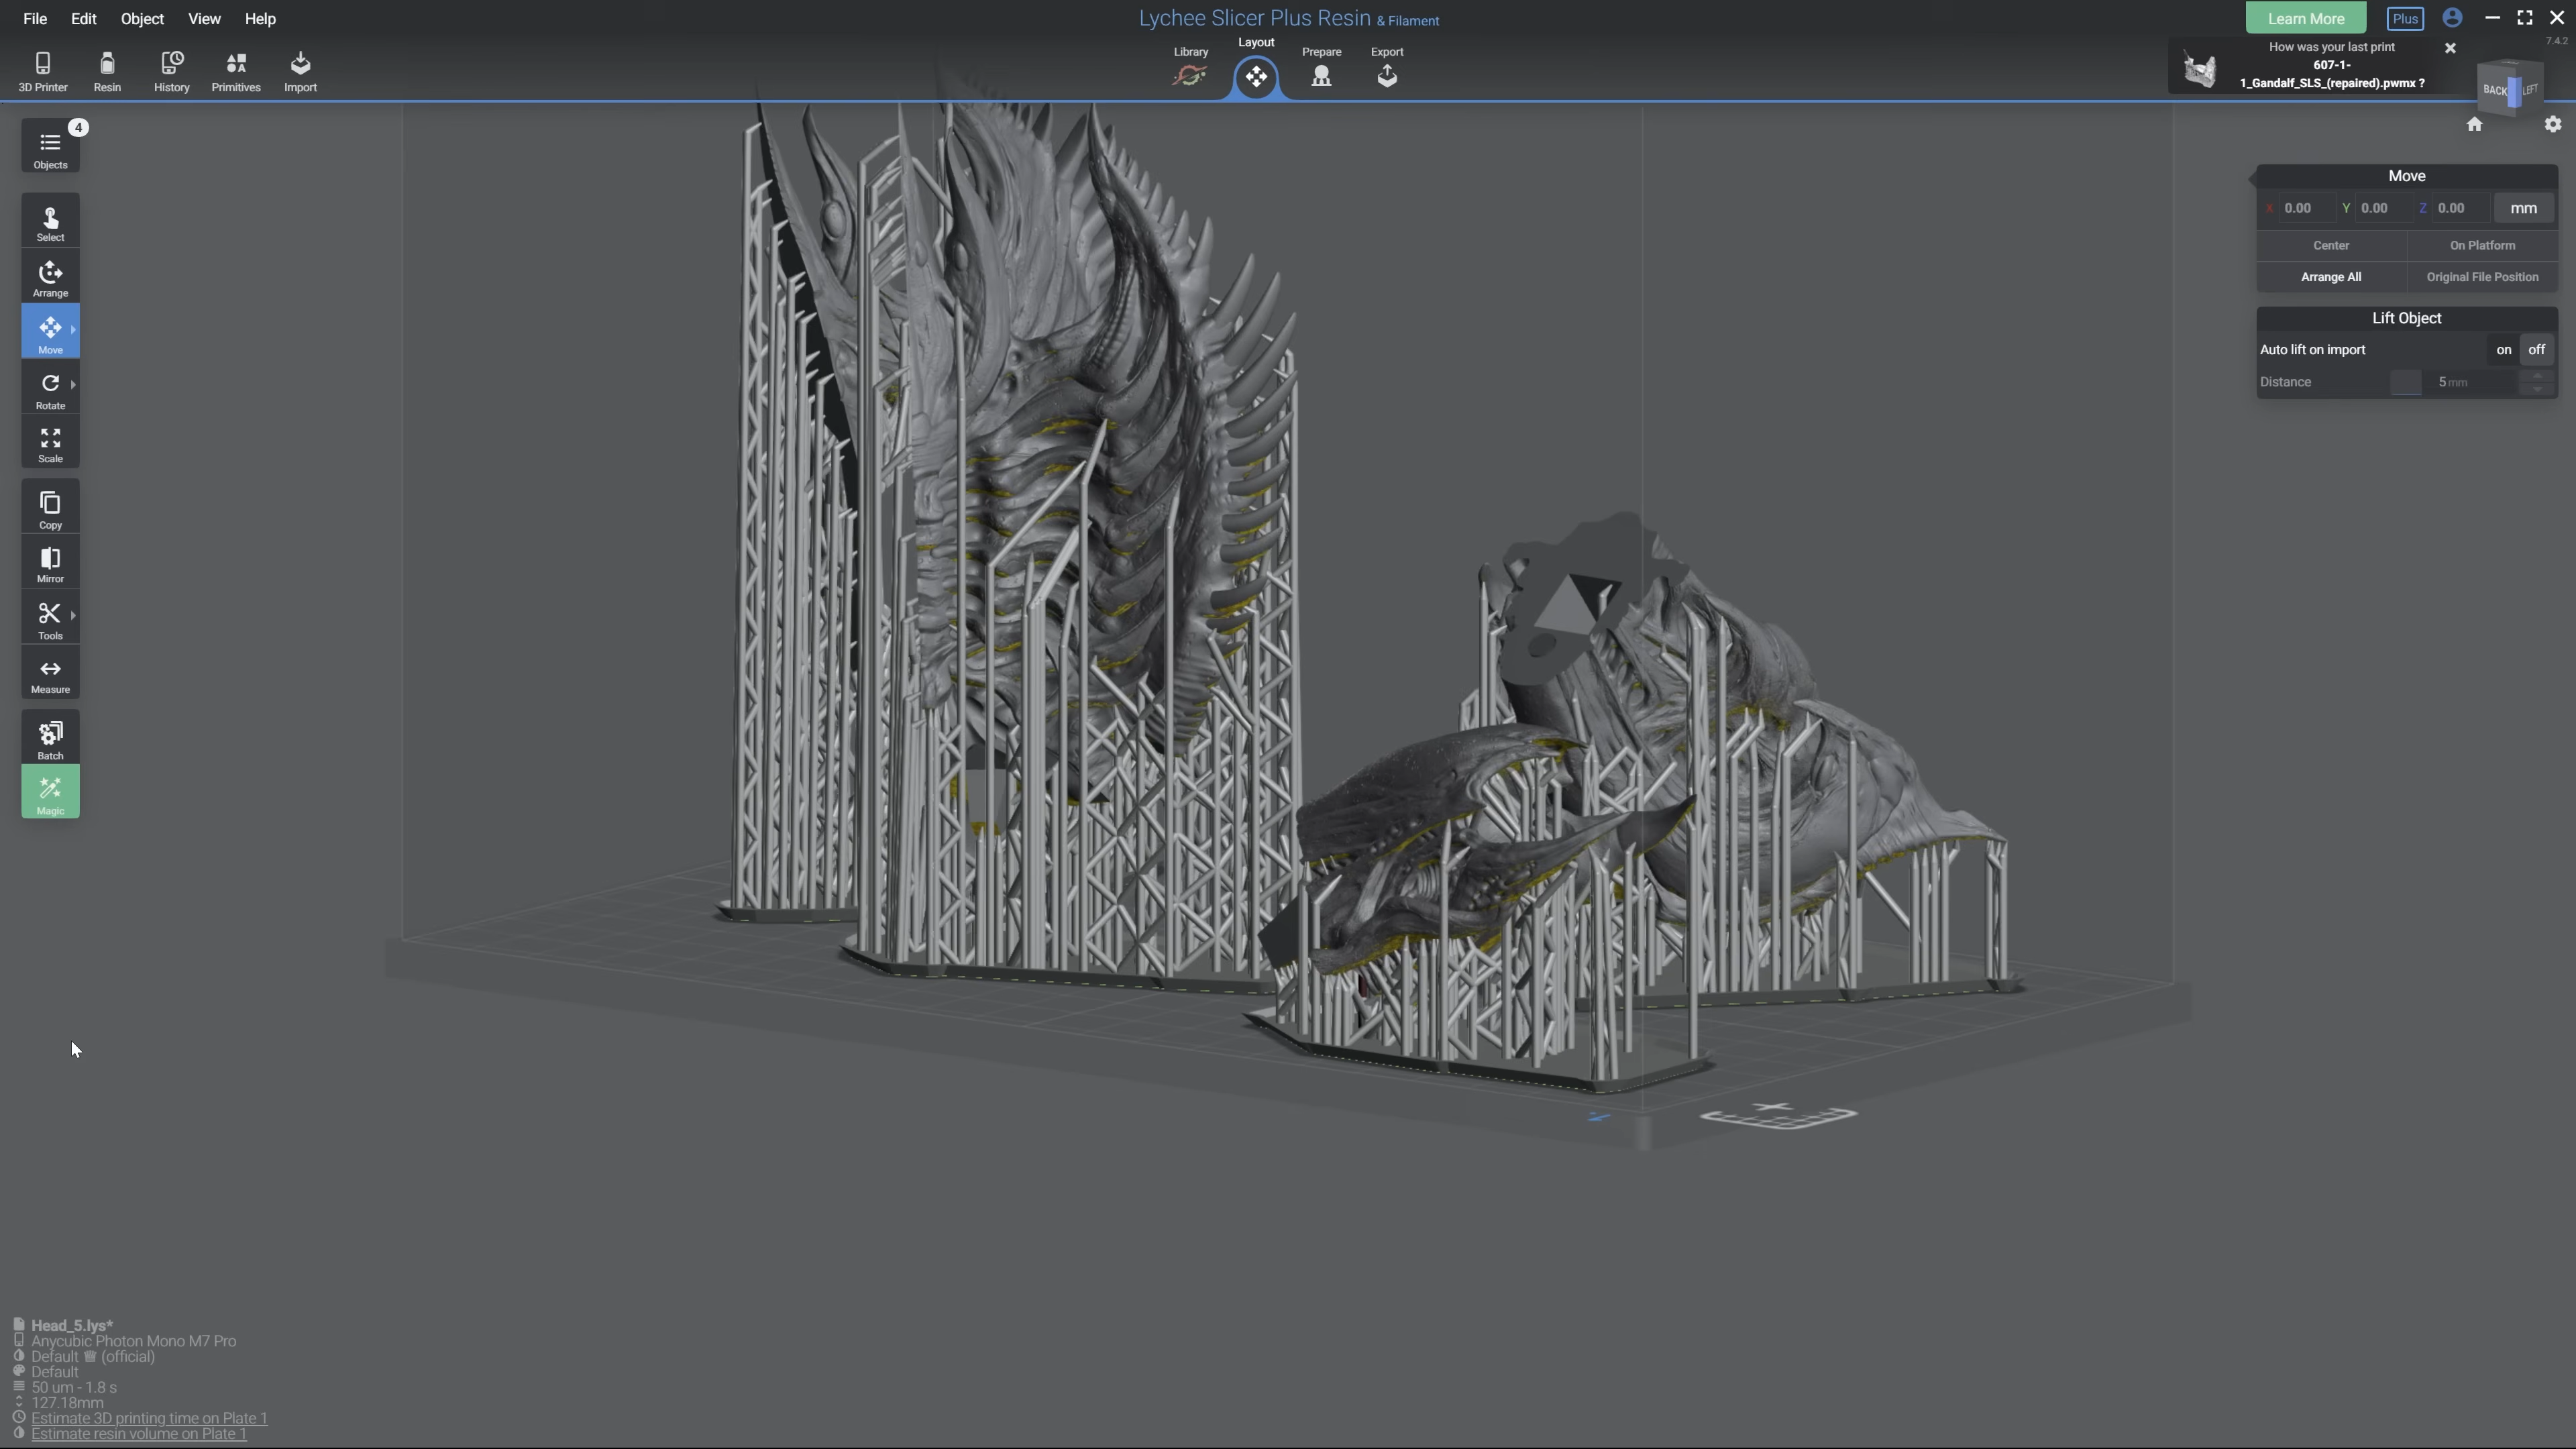 File Edit Object View Help
Lychee Slicer Plus Resin & Filament
Learn More
Plus
7.4.2
3D Printer
Resin
History
Primitives
Import
Library
Layout
Prepare
Export
How was your last print
607-1-
1_Gandalf_SLS_(repaired).pwmx ?
BACK
LEFT
4
Objects
Select
Arrange
Move
Rotate
Scale
Copy
Mirror
Tools
Measure
Batch
Magic
Move
X 0.00 Y 0.00 Z 0.00 mm
Center On Platform
Arrange All Original File Position
Lift Object
Auto lift on import on off
Distance 5 mm
Head_5.lys*
Anycubic Photon Mono M7 Pro
Default (official)
Default
50 um - 1.8 s
127.18mm
Estimate 3D printing time on Plate 1
Estimate resin volume on Plate 1